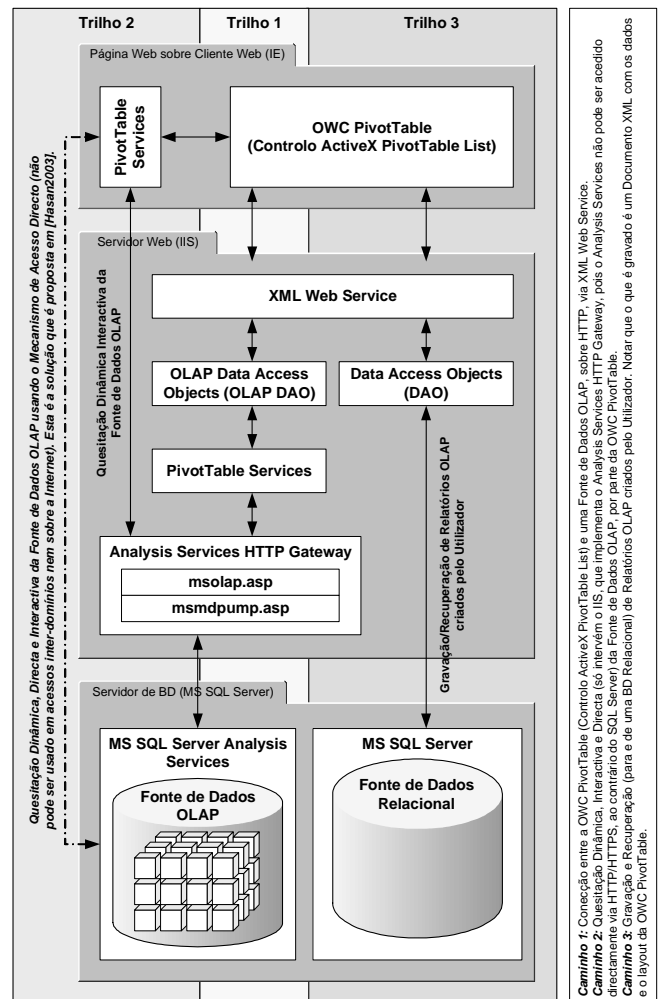 Trilho 2
Trilho 1
Trilho 3
Página Web sobre Cliente Web (IE)
PivotTable
Services
OWC PivotTable
(Controlo ActiveX PivotTable List)
Servidor Web (IIS)
XML Web Service
OLAP Data Access
Objects (OLAP DAO)
Data Access Objects
(DAO)
PivotTable Services
Analysis Services HTTP Gateway
msolap.asp
msmdpump.asp
Quesitação Dinâmica Interactiva da
Fonte de Dados OLAP
Gravação/Recuperação de Relatórios OLAP
criados pelo Utilizador
Servidor de BD (MS SQL Server)
MS SQL Server Analysis
Services
Fonte de Dados
OLAP
MS SQL Server
Fonte de Dados
Relacional
Quesitação Dinâmica, Directa e Interactiva da Fonte de Dados OLAP usando o Mecanismo de Acesso Directo (não
pode ser usado em acessos inter-domínios nem sobre a Internet). Esta é a solução que é proposta em [Hasan2003].
Caminho 1: Conecção entre a OWC PivotTable (Controlo ActiveX PivotTable List) e uma Fonte de Dados OLAP, sobre HTTP, via XML Web Service.
Caminho 2: Quesitação Dinâmica, Interactiva e Directa (só intervém o IIS, que implementa o Analysis Services HTTP Gateway, pois o Analysis Services não pode ser acedido
directamente via HTTP/HTTPS, ao contrário do SQL Server) da Fonte de Dados OLAP, por parte da OWC PivotTable.
Caminho 3: Gravação e Recuperação (para e de uma BD Relacional) de Relatórios OLAP criados pelo Utilizador. Notar que o que é gravado é um Documento XML com os dados
e o layout da OWC PivotTable.